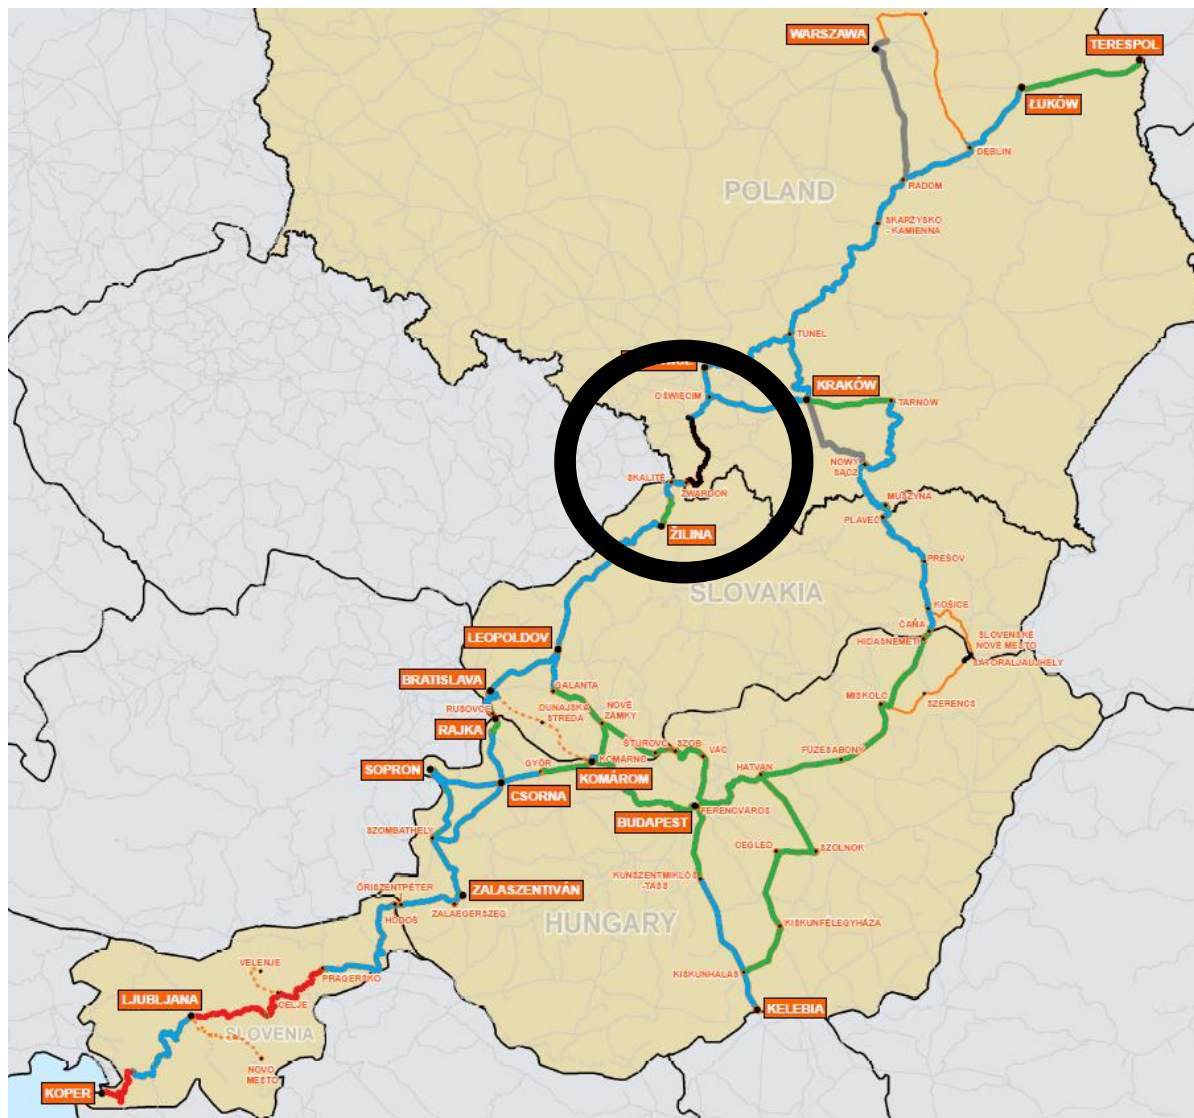 WARSZAWA
TERESPOL
ŁUKÓW
DĘBLIN
POLAND
RADOM
SKARŻYSKO
- KAMIENNA
TUNEL
OŚWIĘCIM
KRAKÓW
TARNÓW
NOWY
SĄCZ
SKALITÉ
ZWARDOŃ
MUSZYNA
PLAVEČ
ŽILINA
PREŠOV
SLOVAKIA
KOŠICE
ČAŇA
HIDASNÉMETI
SLOVENSKÉ
NOVÉ MESTO
SÁTORALJAÚJHELY
LEOPOLDOV
BRATISLAVA
GALANTA
MISKOLC
SZERENCS
RUSOVCE
DUNAJSKÁ
STREDA
NOVÉ
ZÁMKY
RAJKA
ŠTÚROVO
SZOB
VÁC
FÜZESABONY
KOMÁRNO
GYŐR
HATVAN
SOPRON
KOMÁROM
CSORNA
BUDAPEST
FERENCVÁROS
SZOMBATHELY
CEGLÉD
SZOLNOK
KUNSZENTMIKLÓS
-TASS
ŐRISZENTPÉTER
ZALASZENTIVÁN
HODOŠ
ZALAEGERSZEG
HUNGARY
KISKUNFÉLEGYHÁZA
VELENJE
PRAGERSKO
KISKUNHALAS
LJUBLJANA
CELJE
KELEBIA
SLOVENIA
NOVO
MESTO
KOPER